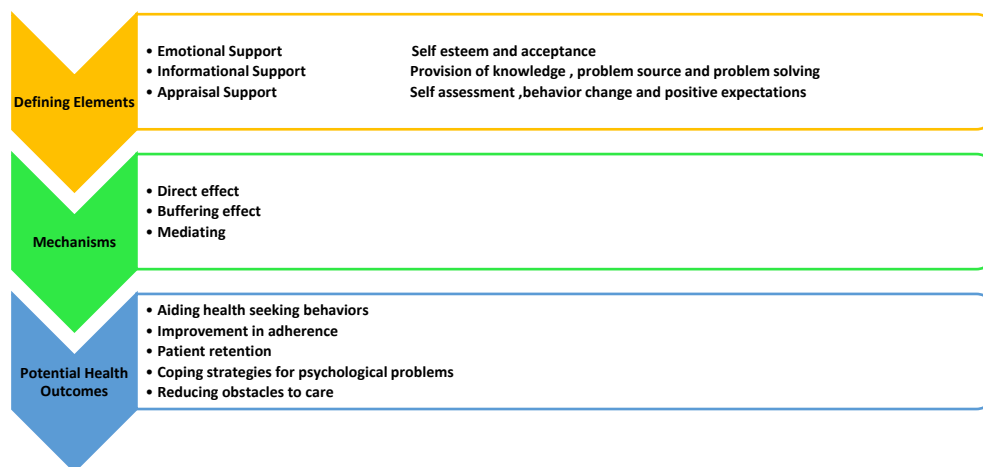 Defining Elements
• Emotional Support Self esteem and acceptance
• Informational Support Provision of knowledge , problem source and problem solving
• Appraisal Support Self assessment ,behavior change and positive expectations
Mechanisms
• Direct effect
• Buffering effect
• Mediating
Potential Health
Outcomes
• Aiding health seeking behaviors
• Improvement in adherence
• Patient retention
• Coping strategies for psychological problems
• Reducing obstacles to care